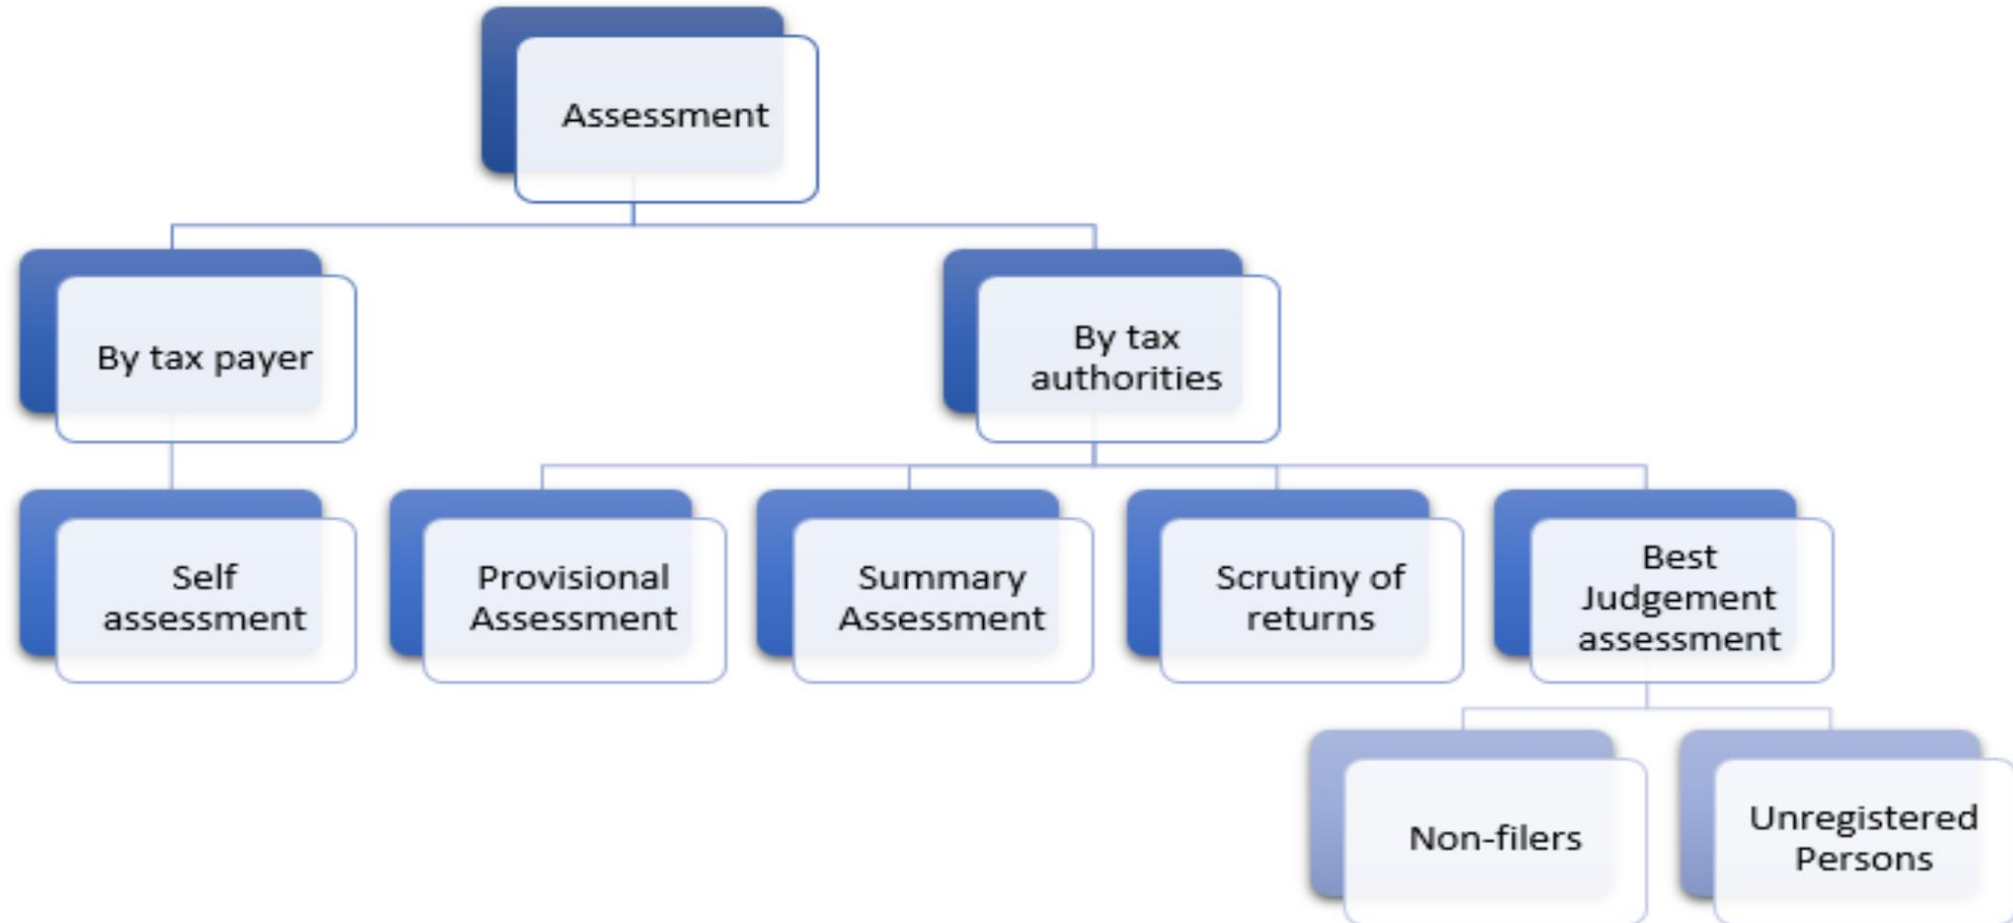 Assessment
By tax payer
By tax
authorities
Self
assessment
Provisional
Assessment
Summary
Assessment
Scrutiny of
returns
Best
Judgement
assessment
Non-filers
Unregistered
Persons